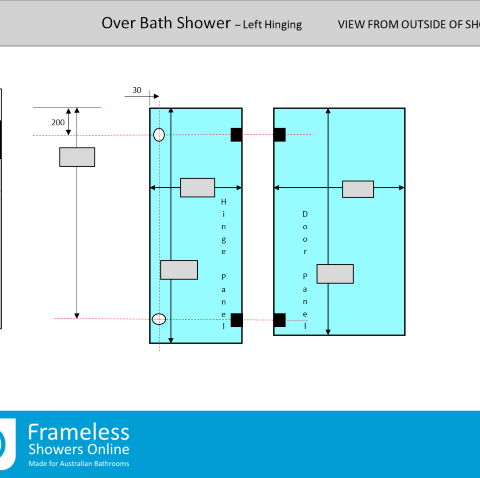 Over Bath Shower – Left Hinging
VIEW FROM OUTSIDE OF SH
30
200
Hinge Panel
Door Panel
Frameless
Showers Online
Made for Australian Bathrooms